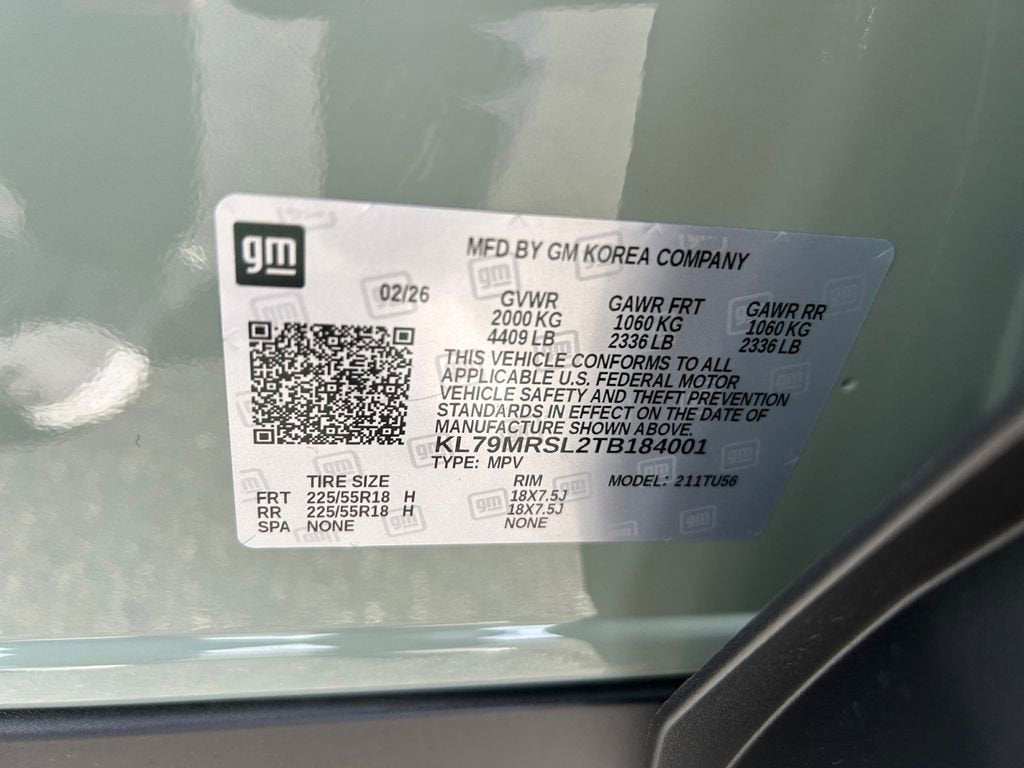 gm
MFD BY GM KOREA COMPANY
02/26
GVWR GAWR FRT GAWR RR
2000 KG 1060 KG 1060 KG
4409 LB 2336 LB 2336 LB
THIS VEHICLE CONFORMS TO ALL
APPLICABLE U.S. FEDERAL MOTOR
VEHICLE SAFETY AND THEFT PREVENTION
STANDARDS IN EFFECT ON THE DATE OF
MANUFACTURE SHOWN ABOVE.
KL79MRSL2TB184001
TYPE: MPV
TIRE SIZE RIM MODEL: 211TU56
FRT 225/55R18 H 18X7.5J
RR 225/55R18 H 18X7.5J
SPA NONE NONE